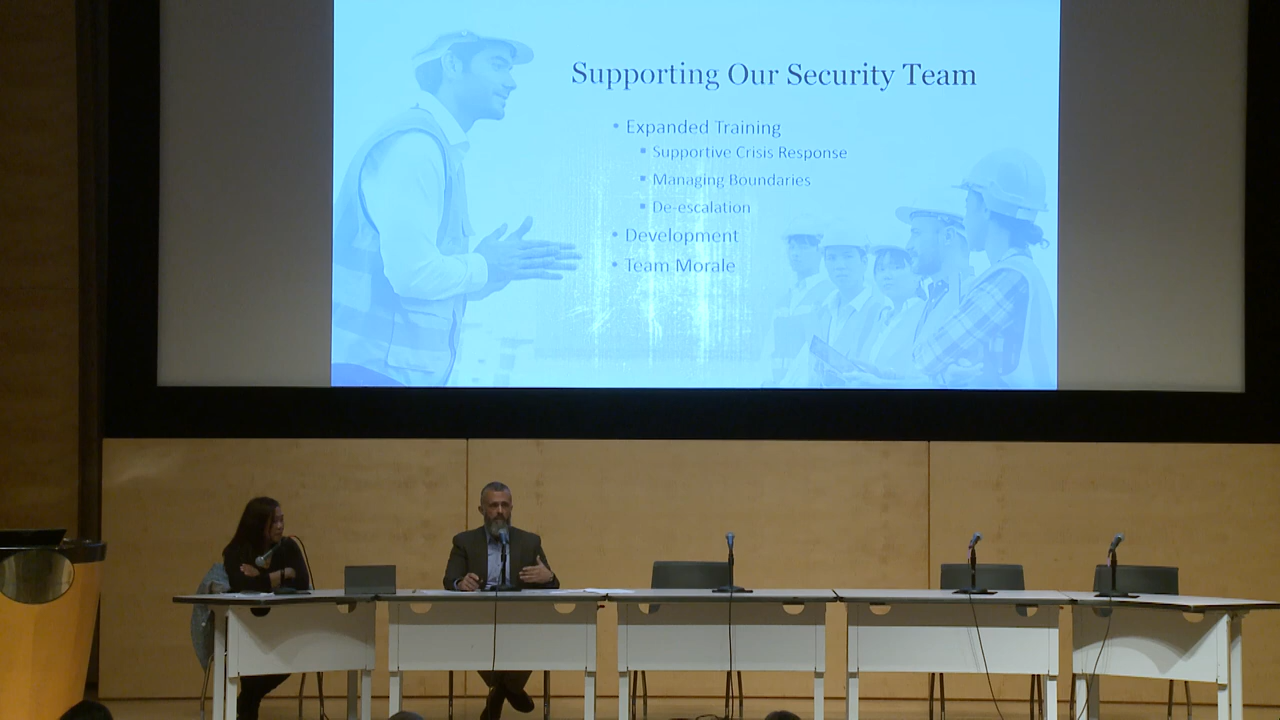 Supporting Our Security Team
• Expanded Training
▪ Supportive Crisis Response
▪ Managing Boundaries
▪ De-escalation
• Development
• Team Morale